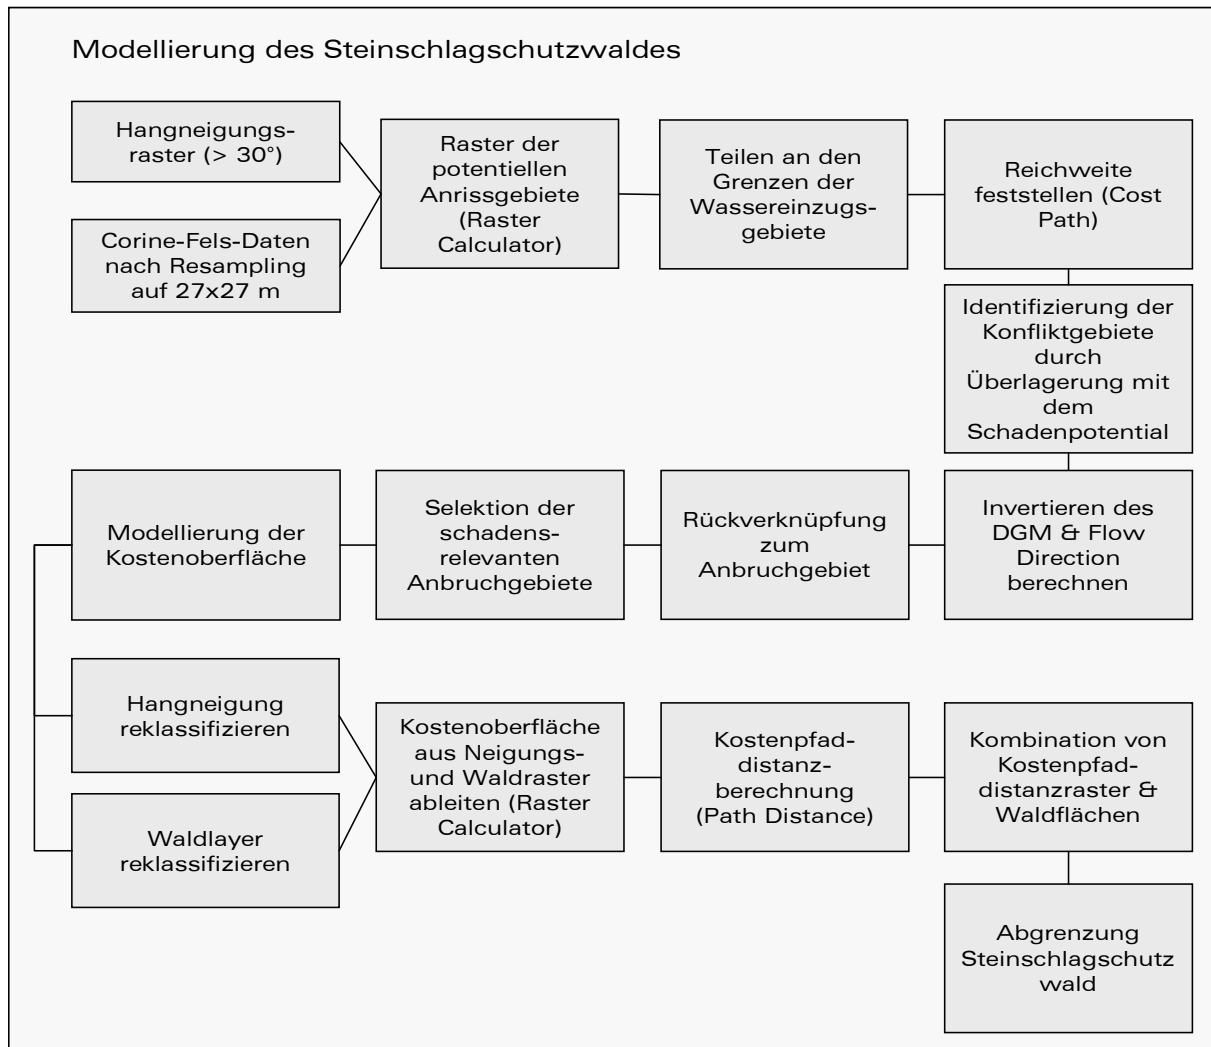 Modellierung des Steinschlagschutzwaldes
Hangneigungs-
raster (> 30°)
Corine-Fels-Daten
nach Resampling
auf 27x27 m
Raster der
potentiellen
Anrissgebiete
(Raster
Calculator)
Teilen an den
Grenzen der
Wassereinzugs-
gebiete
Reichweite
feststellen (Cost
Path)
Identifizierung der
Konfliktgebiete
durch
Überlagerung mit
dem
Schadenpotential
Invertieren des
DGM & Flow
Direction
berechnen
Rückverknüpfung
zum
Anbruchgebiet
Selektion der
schadens-
relevanten
Anbruchgebiete
Modellierung der
Kostenoberfläche
Hangneigung
reklassifizieren
Waldlayer
reklassifizieren
Kostenoberfläche
aus Neigungs-
und Waldraster
ableiten (Raster
Calculator)
Kostenpfad-
distanz-
berechnung
(Path Distance)
Kombination von
Kostenpfad-
distanzraster &
Waldflächen
Abgrenzung
Steinschlagschutz
wald